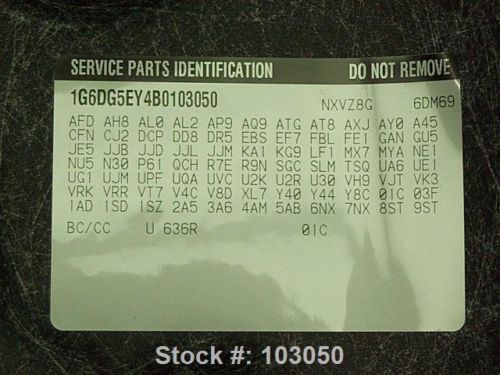 SERVICE PARTS IDENTIFICATION DO NOT REMOVE
1G6DG5EY4B0103050
NXVZ8G 6DM69
AFD AH8 AL0 AL2 AP9 AQ9 ATG AT8 AXJ AY0 A45
CFN CJ2 DCP DD8 DR5 EBS EF7 FBL FE1 GAN GU5
JE5 JJB JJD JJL JJM KA1 KG9 LF1 MX7 MYA NE1
NU5 N30 P61 QCH R7E R9N SGC SLM TSQ UA6 UE1
UG1 UJM UPF UQA UVC U2K U2R U30 VH9 VJT VK3
VRK VRR VT7 V4C V8D XL7 Y40 Y44 Y8C 01C 03F
1AD 1SD 1SZ 2A5 3A6 4AM 5AB 6NX 7NX 8ST 9ST
BC/CC U 636R 01C
Stock #: 103050